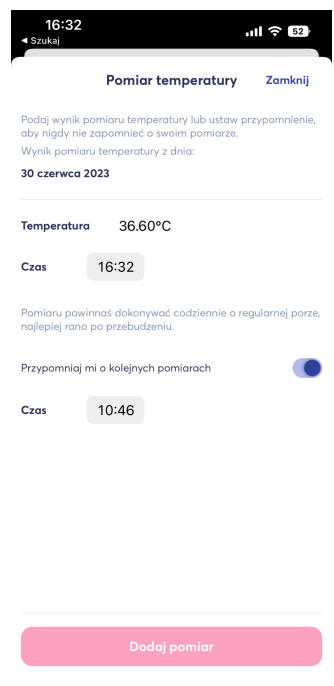 16:32
52
◀ Szukaj
Pomiar temperatury
Zamknij
Podaj wynik pomiaru temperatury lub ustaw przypomnienie,
aby nigdy nie zapomnieć o swoim pomiarze.
Wynik pomiaru temperatury z dnia:
30 czerwca 2023
Temperatura 36.60°C
Czas 16:32
Pomiaru powinnaś dokonywać codziennie o regularnej porze,
najlepiej rano po przebudzeniu.
Przypomniaj mi o kolejnych pomiarach
Czas 10:46
Dodaj pomiar